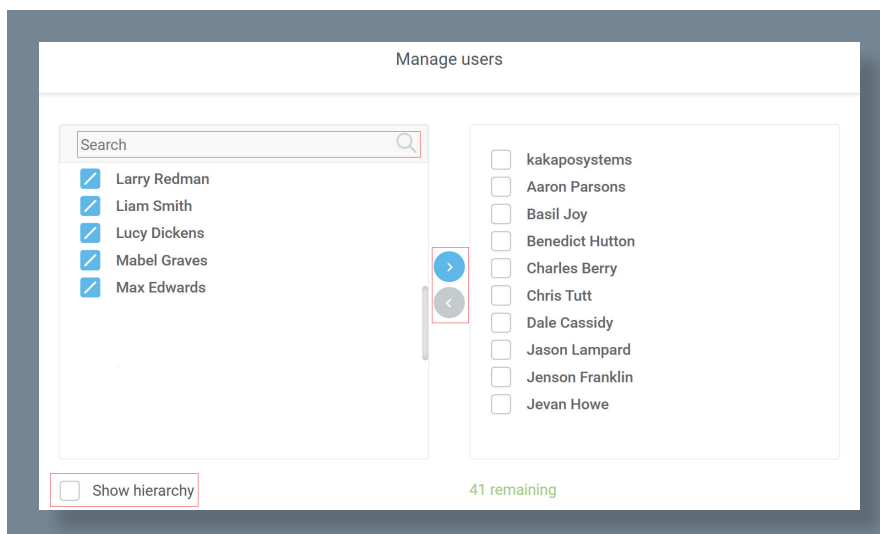 Manage users
Search
Larry Redman
Liam Smith
Lucy Dickens
Mabel Graves
Max Edwards
kakaposystems
Aaron Parsons
Basil Joy
Benedict Hutton
Charles Berry
Chris Tutt
Dale Cassidy
Jason Lampard
Jenson Franklin
Jevan Howe
Show hierarchy
41 remaining